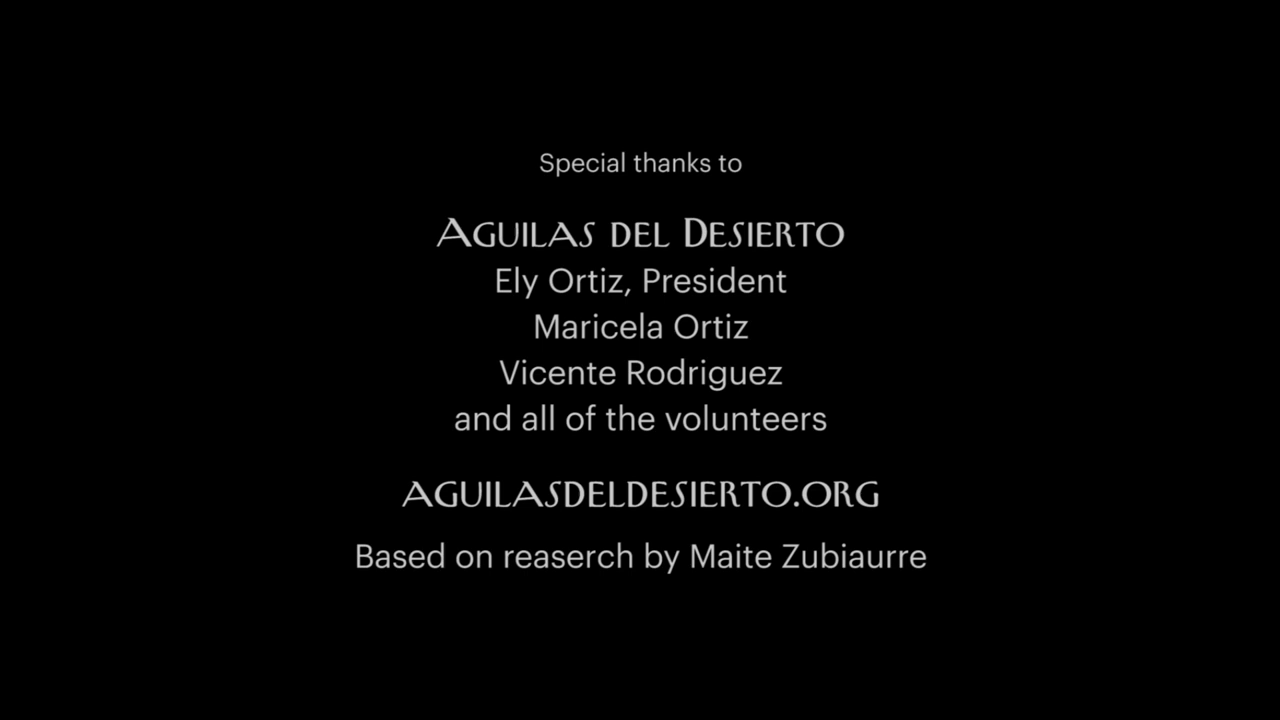 Special thanks to
Aguilas del Desierto
Ely Ortiz, President
Maricela Ortiz
Vicente Rodriguez
and all of the volunteers
aguilasdeldesierto.org
Based on reaserch by Maite Zubiaurre